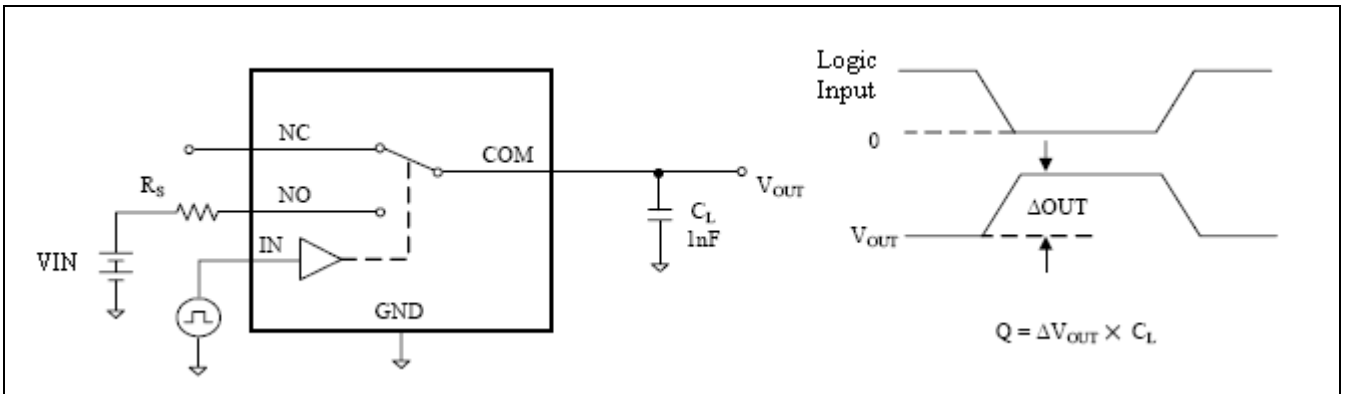 NC
COM
R_S
NO
V_OUT
C_L
1nF
IN
VIN
GND
Logic
Input
0
ΔOUT
V_OUT
Q = ΔV_OUT × C_L